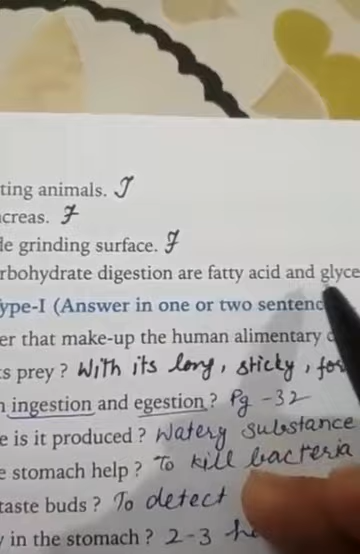 ting animals. T
creas. F
le grinding surface. F
rbohydrate digestion are fatty acid and glyce
ype-I (Answer in one or two sentenc
er that make-up the human alimentary
ts prey ? With its long, sticky, for
n ingestion and egestion ? Pg -32
e is it produced ? Watery substance
e stomach help ? To kill bacteria
taste buds ? To detect
y in the stomach ? 2-3 h